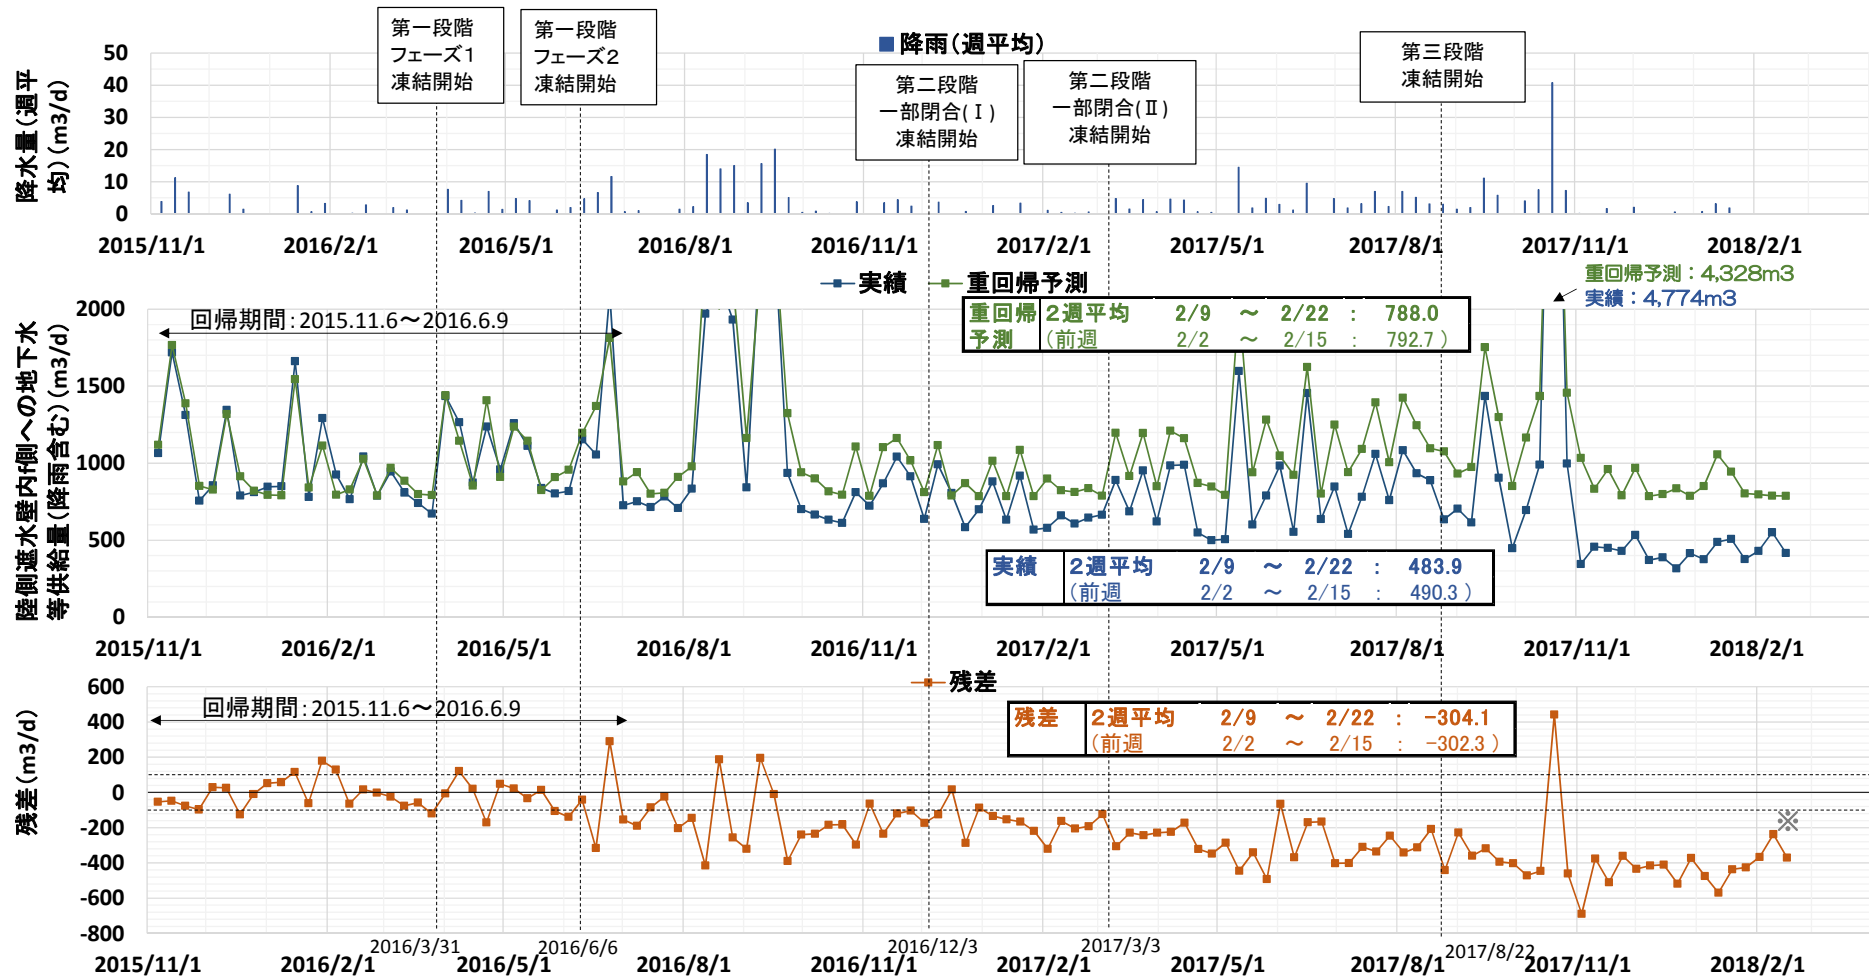 第一段階
フェーズ1
凍結開始
第一段階
フェーズ2
凍結開始
降雨（週平均）
第二段階
一部閉合(Ⅰ)
凍結開始
第二段階
一部閉合(Ⅱ)
凍結開始
第三段階
凍結開始
降水量（週平
均）（m3/d）
50
40
30
20
10
0
2015/11/1 2016/2/1 2016/5/1 2016/8/1 2016/11/1 2017/2/1 2017/5/1 2017/8/1 2017/11/1 2018/2/1
実績 重回帰予測
重回帰予測：4,328m3
実績：4,774m3
陸側遮水壁内側への地下水
等供給量（降雨含む）（m3/d）
2000
1500
1000
500
0
回帰期間：2015.11.6～2016.6.9
重回帰 2週平均 2/9 ～ 2/22 ： 788.0
予測 （前週 2/2 ～ 2/15 ： 792.7）
実績 2週平均 2/9 ～ 2/22 ： 483.9
（前週 2/2 ～ 2/15 ： 490.3）
2015/11/1 2016/2/1 2016/5/1 2016/8/1 2016/11/1 2017/2/1 2017/5/1 2017/8/1 2017/11/1 2018/2/1
残差
残差（m3/d）
600
400
200
0
-200
-400
-600
-800
回帰期間：2015.11.6～2016.6.9
残差 2週平均 2/9 ～ 2/22 ： -304.1
（前週 2/2 ～ 2/15 ： -302.3）
※
2016/3/31 2016/6/6 2016/12/3 2017/3/3 2017/8/22
2015/11/1 2016/2/1 2016/5/1 2016/8/1 2016/11/1 2017/2/1 2017/5/1 2017/8/1 2017/11/1 2018/2/1